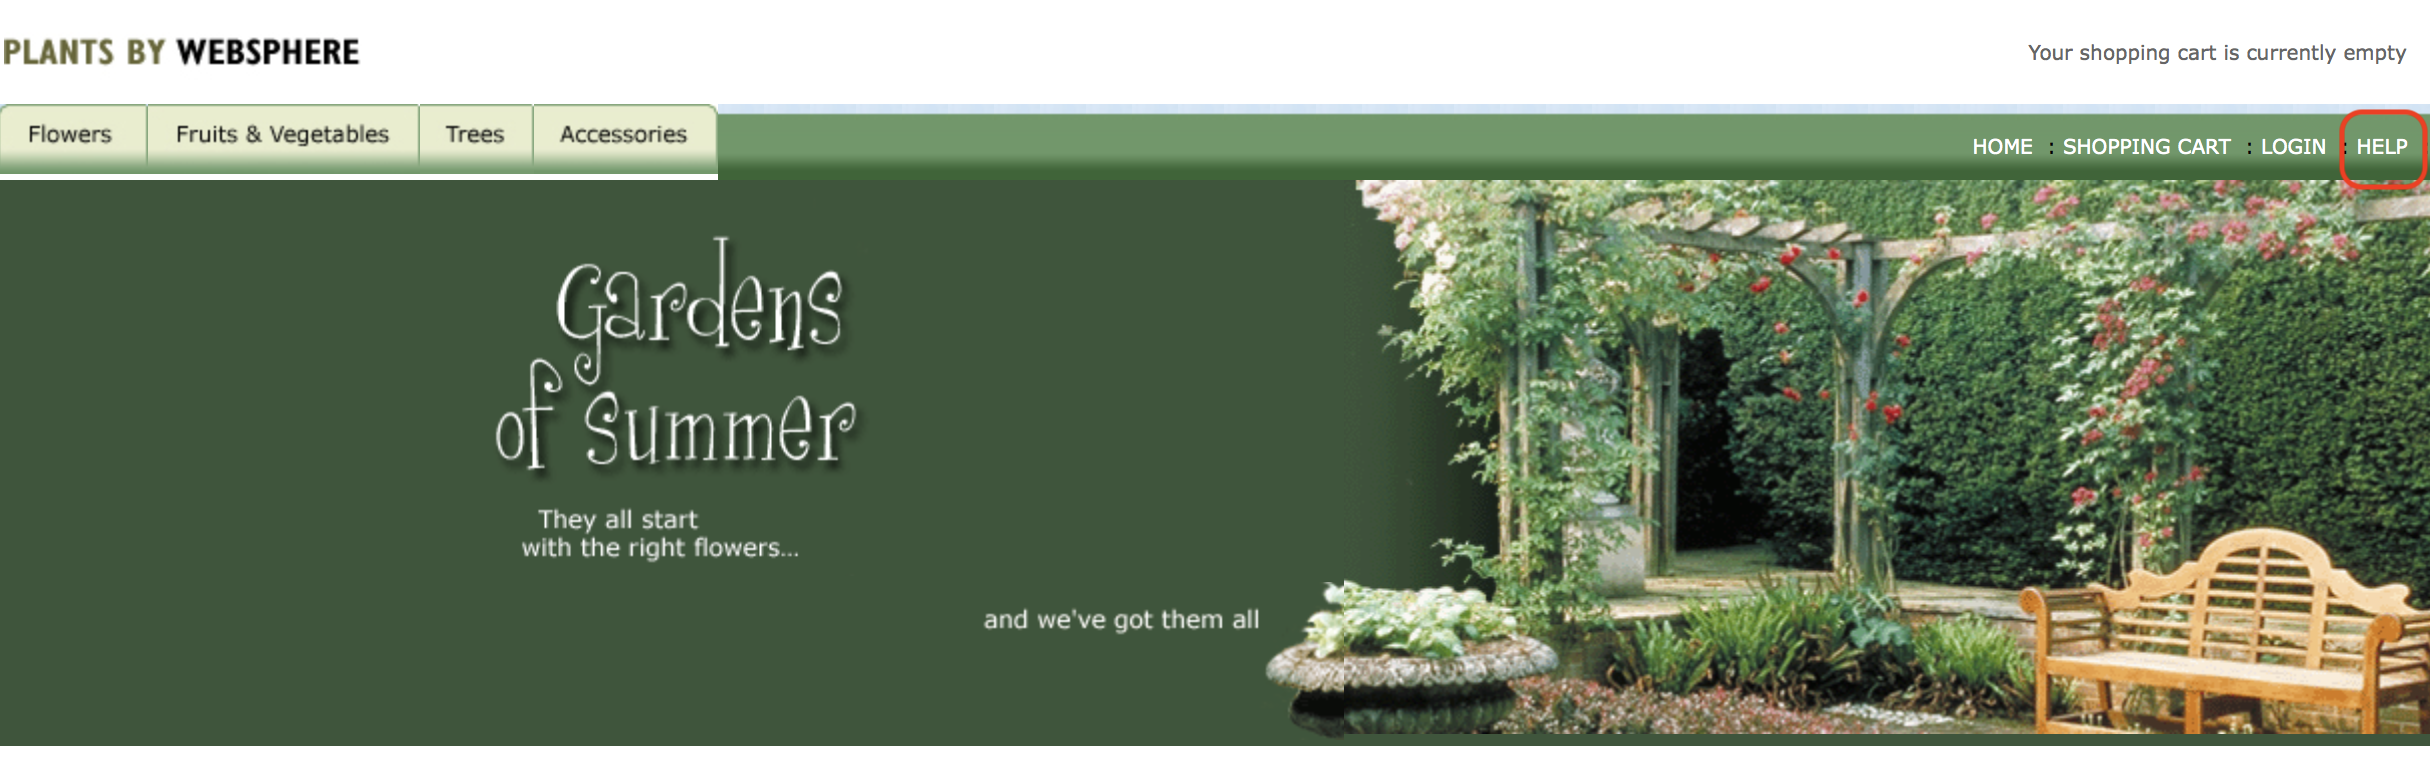 PLANTS BY WEBSPHERE
Your shopping cart is currently empty
Flowers
Fruits & Vegetables
Trees
Accessories
HOME : SHOPPING CART : LOGIN : HELP
Gardens
of Summer
They all start
with the right flowers...
and we've got them all